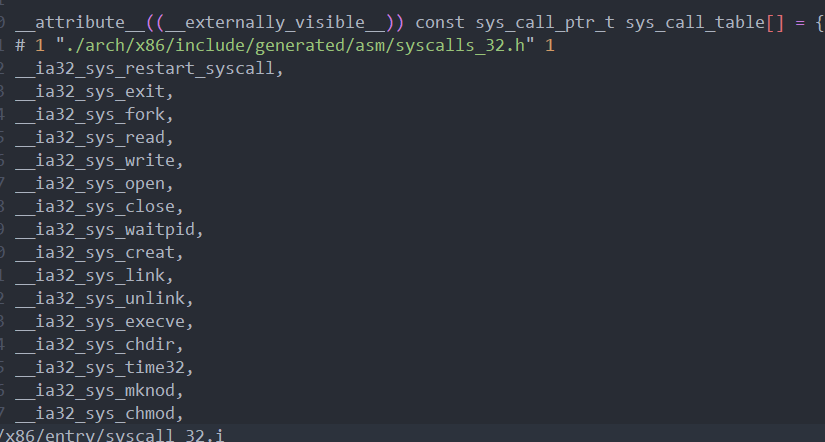 __attribute__((__externally_visible__)) const sys_call_ptr_t sys_call_table[] = {
# 1 "./arch/x86/include/generated/asm/syscalls_32.h" 1
__ia32_sys_restart_syscall,
__ia32_sys_exit,
__ia32_sys_fork,
__ia32_sys_read,
__ia32_sys_write,
__ia32_sys_open,
__ia32_sys_close,
__ia32_sys_waitpid,
__ia32_sys_creat,
__ia32_sys_link,
__ia32_sys_unlink,
__ia32_sys_execve,
__ia32_sys_chdir,
__ia32_sys_time32,
__ia32_sys_mknod,
__ia32_sys_chmod,
/x86/entry/syscall_32.i